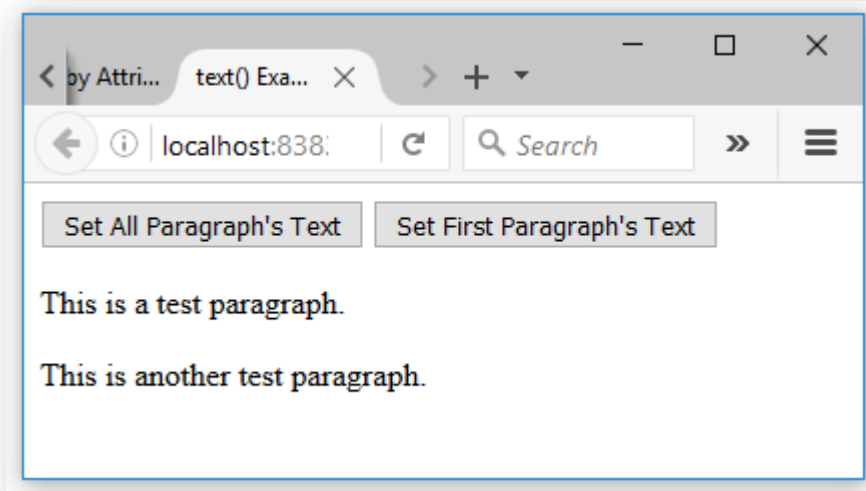 by Attri... text() Exa...
localhost:838 Search
Set All Paragraph's Text Set First Paragraph's Text
This is a test paragraph.
This is another test paragraph.